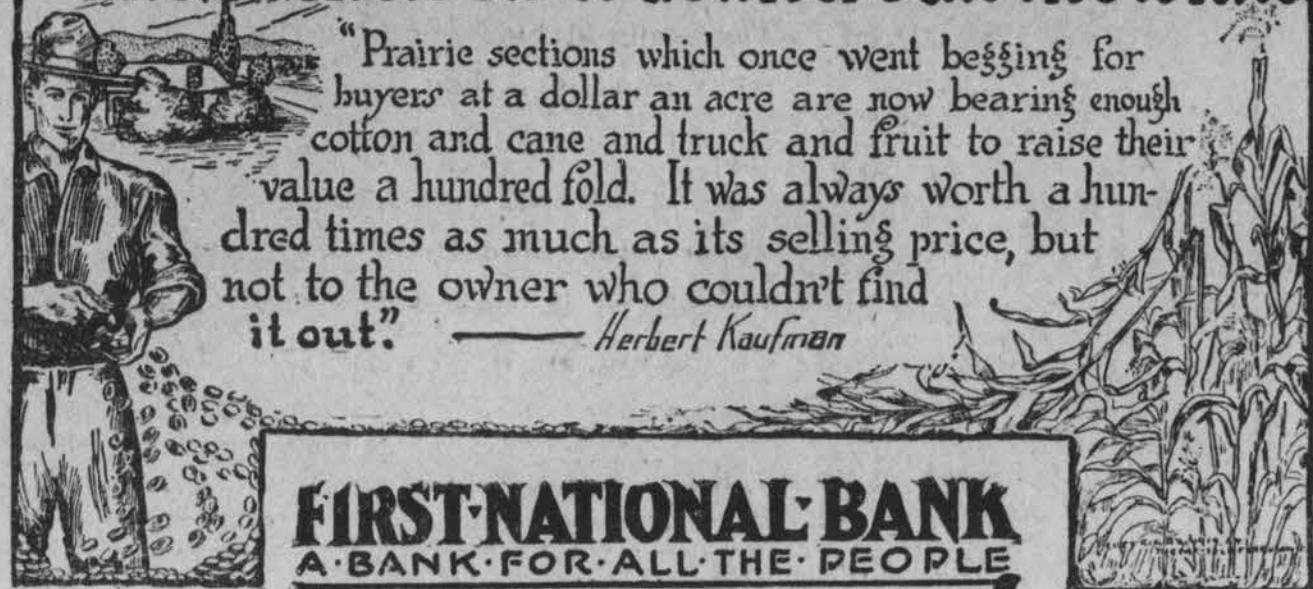 "Prairie sections which once went begging for
buyers at a dollar an acre are now bearing enough
cotton and cane and truck and fruit to raise their
value a hundred fold. It was always worth a hun-
dred times as much as its selling price, but
not to the owner who couldn't find
it out."—Herbert Kaufman
FIRST·NATIONAL·BANK
A·BANK·FOR·ALL·THE·PEOPLE